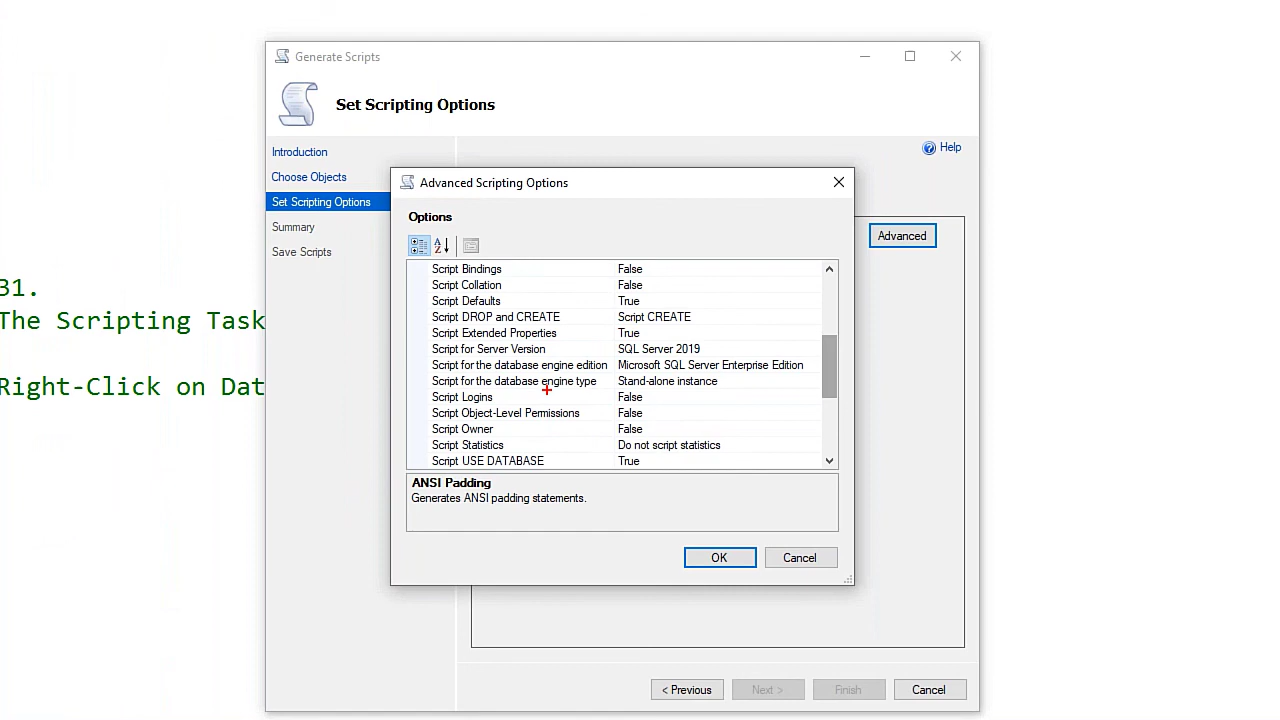 31.
The Scripting Task
Right-Click on Dat
Generate Scripts
Set Scripting Options
Introduction
Choose Objects
Set Scripting Options
Summary
Save Scripts
Help
Advanced
Advanced Scripting Options
Options
Script Bindings False
Script Collation False
Script Defaults True
Script DROP and CREATE Script CREATE
Script Extended Properties True
Script for Server Version SQL Server 2019
Script for the database engine edition Microsoft SQL Server Enterprise Edition
Script for the database engine type Stand-alone instance
Script Logins False
Script Object-Level Permissions False
Script Owner False
Script Statistics Do not script statistics
Script USE DATABASE True
ANSI Padding
Generates ANSI padding statements.
OK Cancel
< Previous Next > Finish Cancel